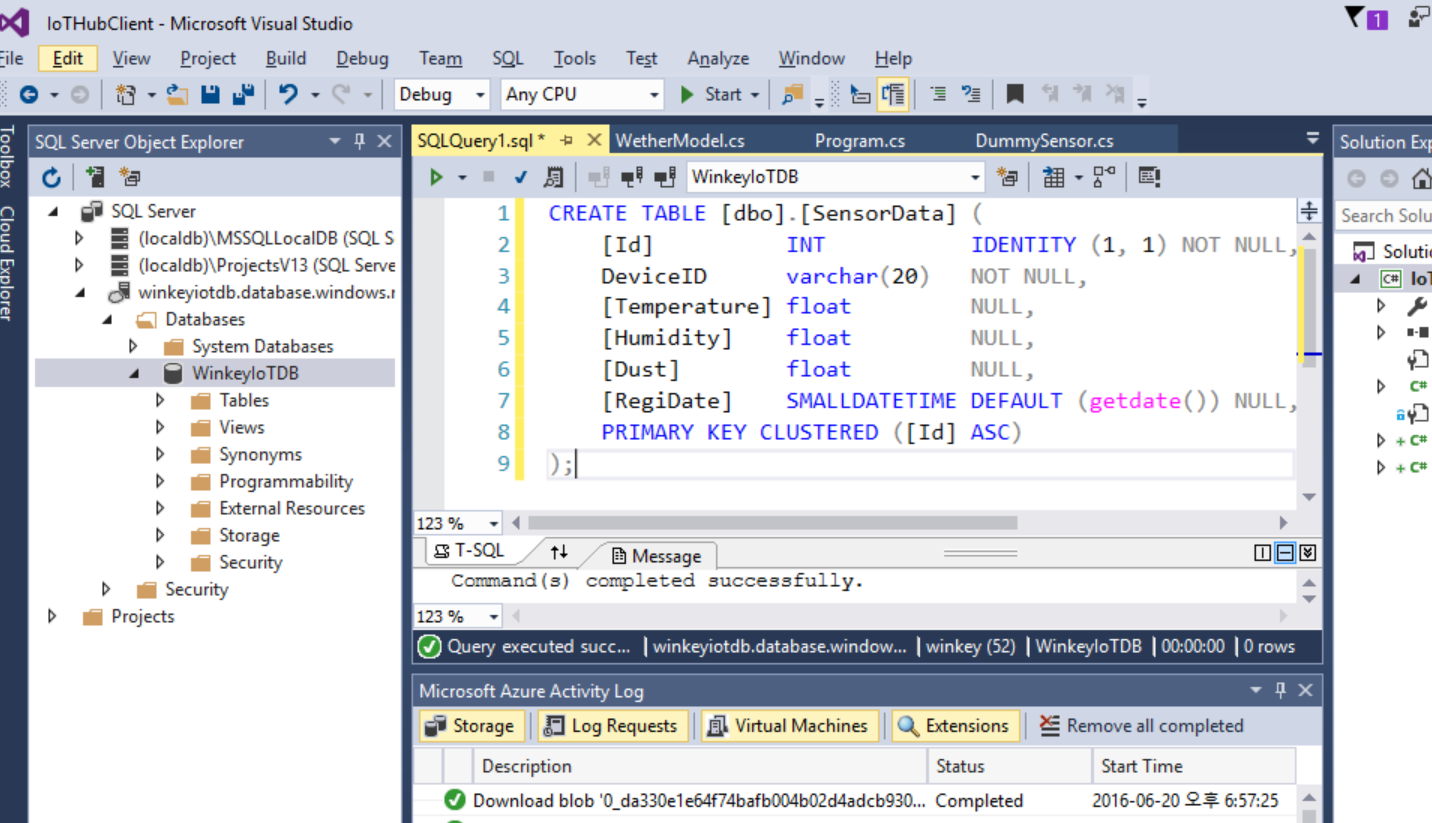 IoTHubClient - Microsoft Visual Studio
1
File Edit View Project Build Debug Team SQL Tools Test Analyze Window Help
Debug Any CPU Start
Toolbox
Cloud Explorer
SQL Server Object Explorer
SQL Server
(localdb)\MSSQLLocalDB (SQL S
(localdb)\ProjectsV13 (SQL Serve
winkeyiotdb.database.windows.r
Databases
System Databases
WinkeyIoTDB
Tables
Views
Synonyms
Programmability
External Resources
Storage
Security
Security
Projects
SQLQuery1.sql * WetherModel.cs Program.cs DummySensor.cs
WinkeyIoTDB
1 CREATE TABLE [dbo].[SensorData] (
2 [Id] INT IDENTITY (1, 1) NOT NULL,
3 DeviceID varchar(20) NOT NULL,
4 [Temperature] float NULL,
5 [Humidity] float NULL,
6 [Dust] float NULL,
7 [RegiDate] SMALLDATETIME DEFAULT (getdate()) NULL,
8 PRIMARY KEY CLUSTERED ([Id] ASC)
9 );
123 %
T-SQL Message
Command(s) completed successfully.
123 %
Query executed succ... winkeyiotdb.database.window... winkey (52) WinkeyIoTDB 00:00:00 0 rows
Microsoft Azure Activity Log
Storage Log Requests Virtual Machines Extensions Remove all completed
Description Status Start Time
Download blob '0_da330e1e64f74bafb004b02d4adcb930... Completed 2016-06-20 오후 6:57:25
Solution Exp
Search Solu
Solutio
C# IoT
C#
+ C#
+ C#